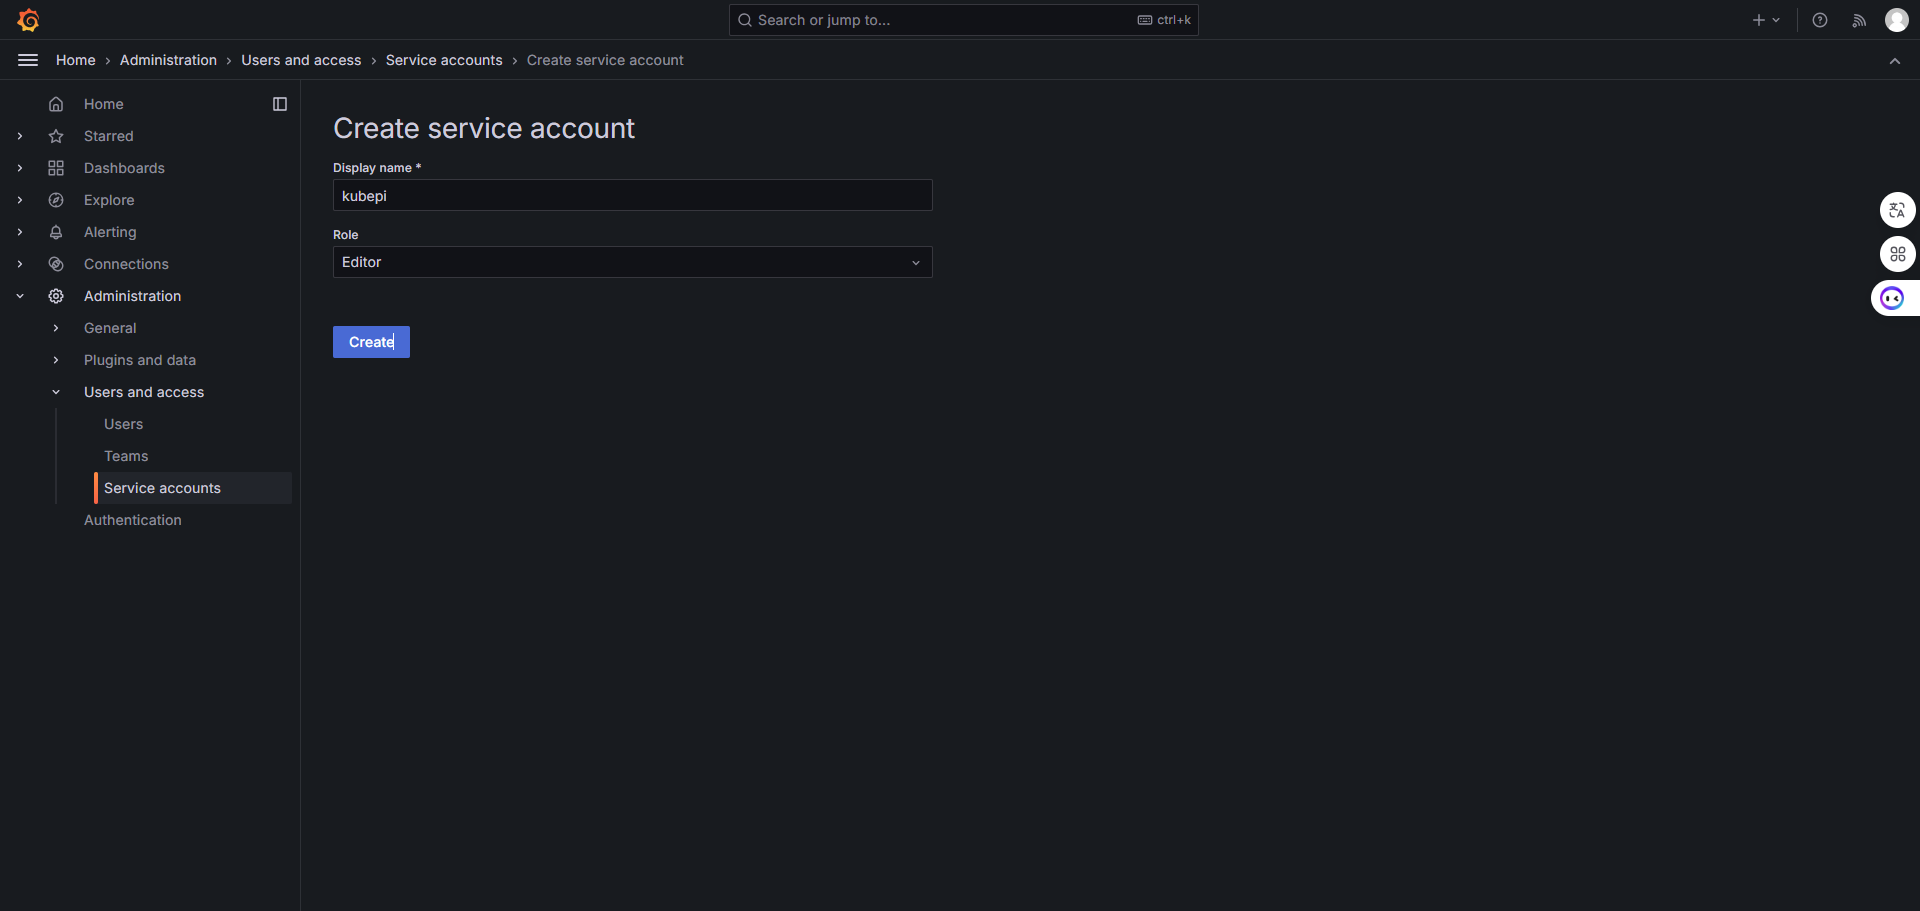 Search or jump to...
ctrl+k
Home › Administration › Users and access › Service accounts › Create service account
Home
Starred
Dashboards
Explore
Alerting
Connections
Administration
General
Plugins and data
Users and access
Users
Teams
Service accounts
Authentication
Create service account
Display name *
kubepi
Role
Editor
Create